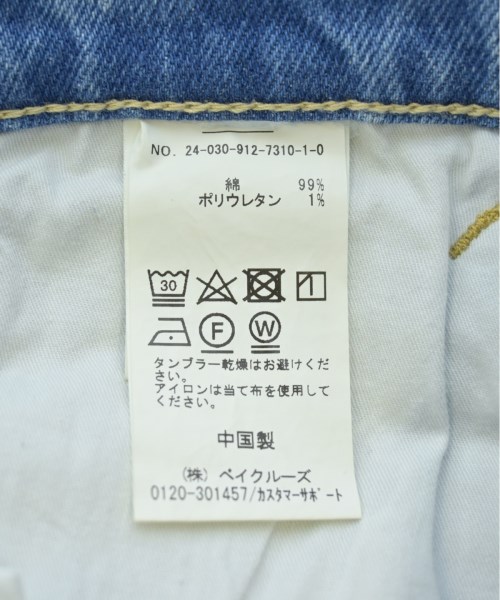 NO. 24-030-912-7310-1-0
綿 99%
ポリウレタン 1%
30
F W
タンブラー乾燥はお避けくだ
さい。
アイロンは当て布を使用して
ください。
中国製
(株) ベイクルーズ
0120-301457/カスタマーサポート